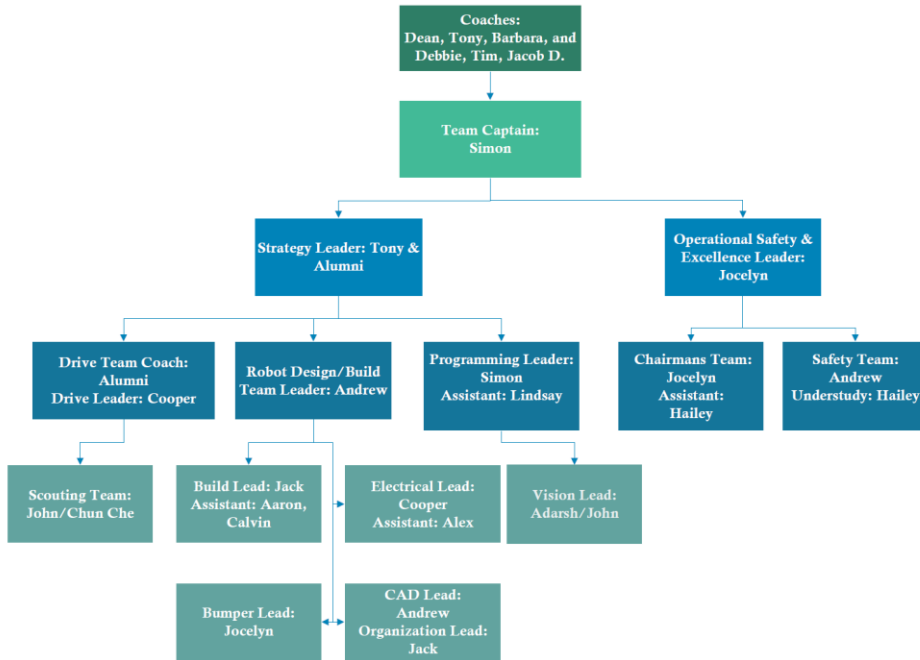 Coaches:
Dean, Tony, Barbara, and
Debbie, Tim, Jacob D.
Team Captain:
Simon
Strategy Leader: Tony &
Alumni
Operational Safety &
Excellence Leader:
Jocelyn
Drive Team Coach:
Alumni
Drive Leader: Cooper
Robot Design/Build
Team Leader: Andrew
Programming Leader:
Simon
Assistant: Lindsay
Chairmans Team:
Jocelyn
Assistant:
Hailey
Safety Team:
Andrew
Understudy: Hailey
Scouting Team:
John/Chun Che
Build Lead: Jack
Assistant: Aaron,
Calvin
Electrical Lead:
Cooper
Assistant: Alex
Vision Lead:
Adarsh/John
Bumper Lead:
Jocelyn
CAD Lead:
Andrew
Organization Lead:
Jack